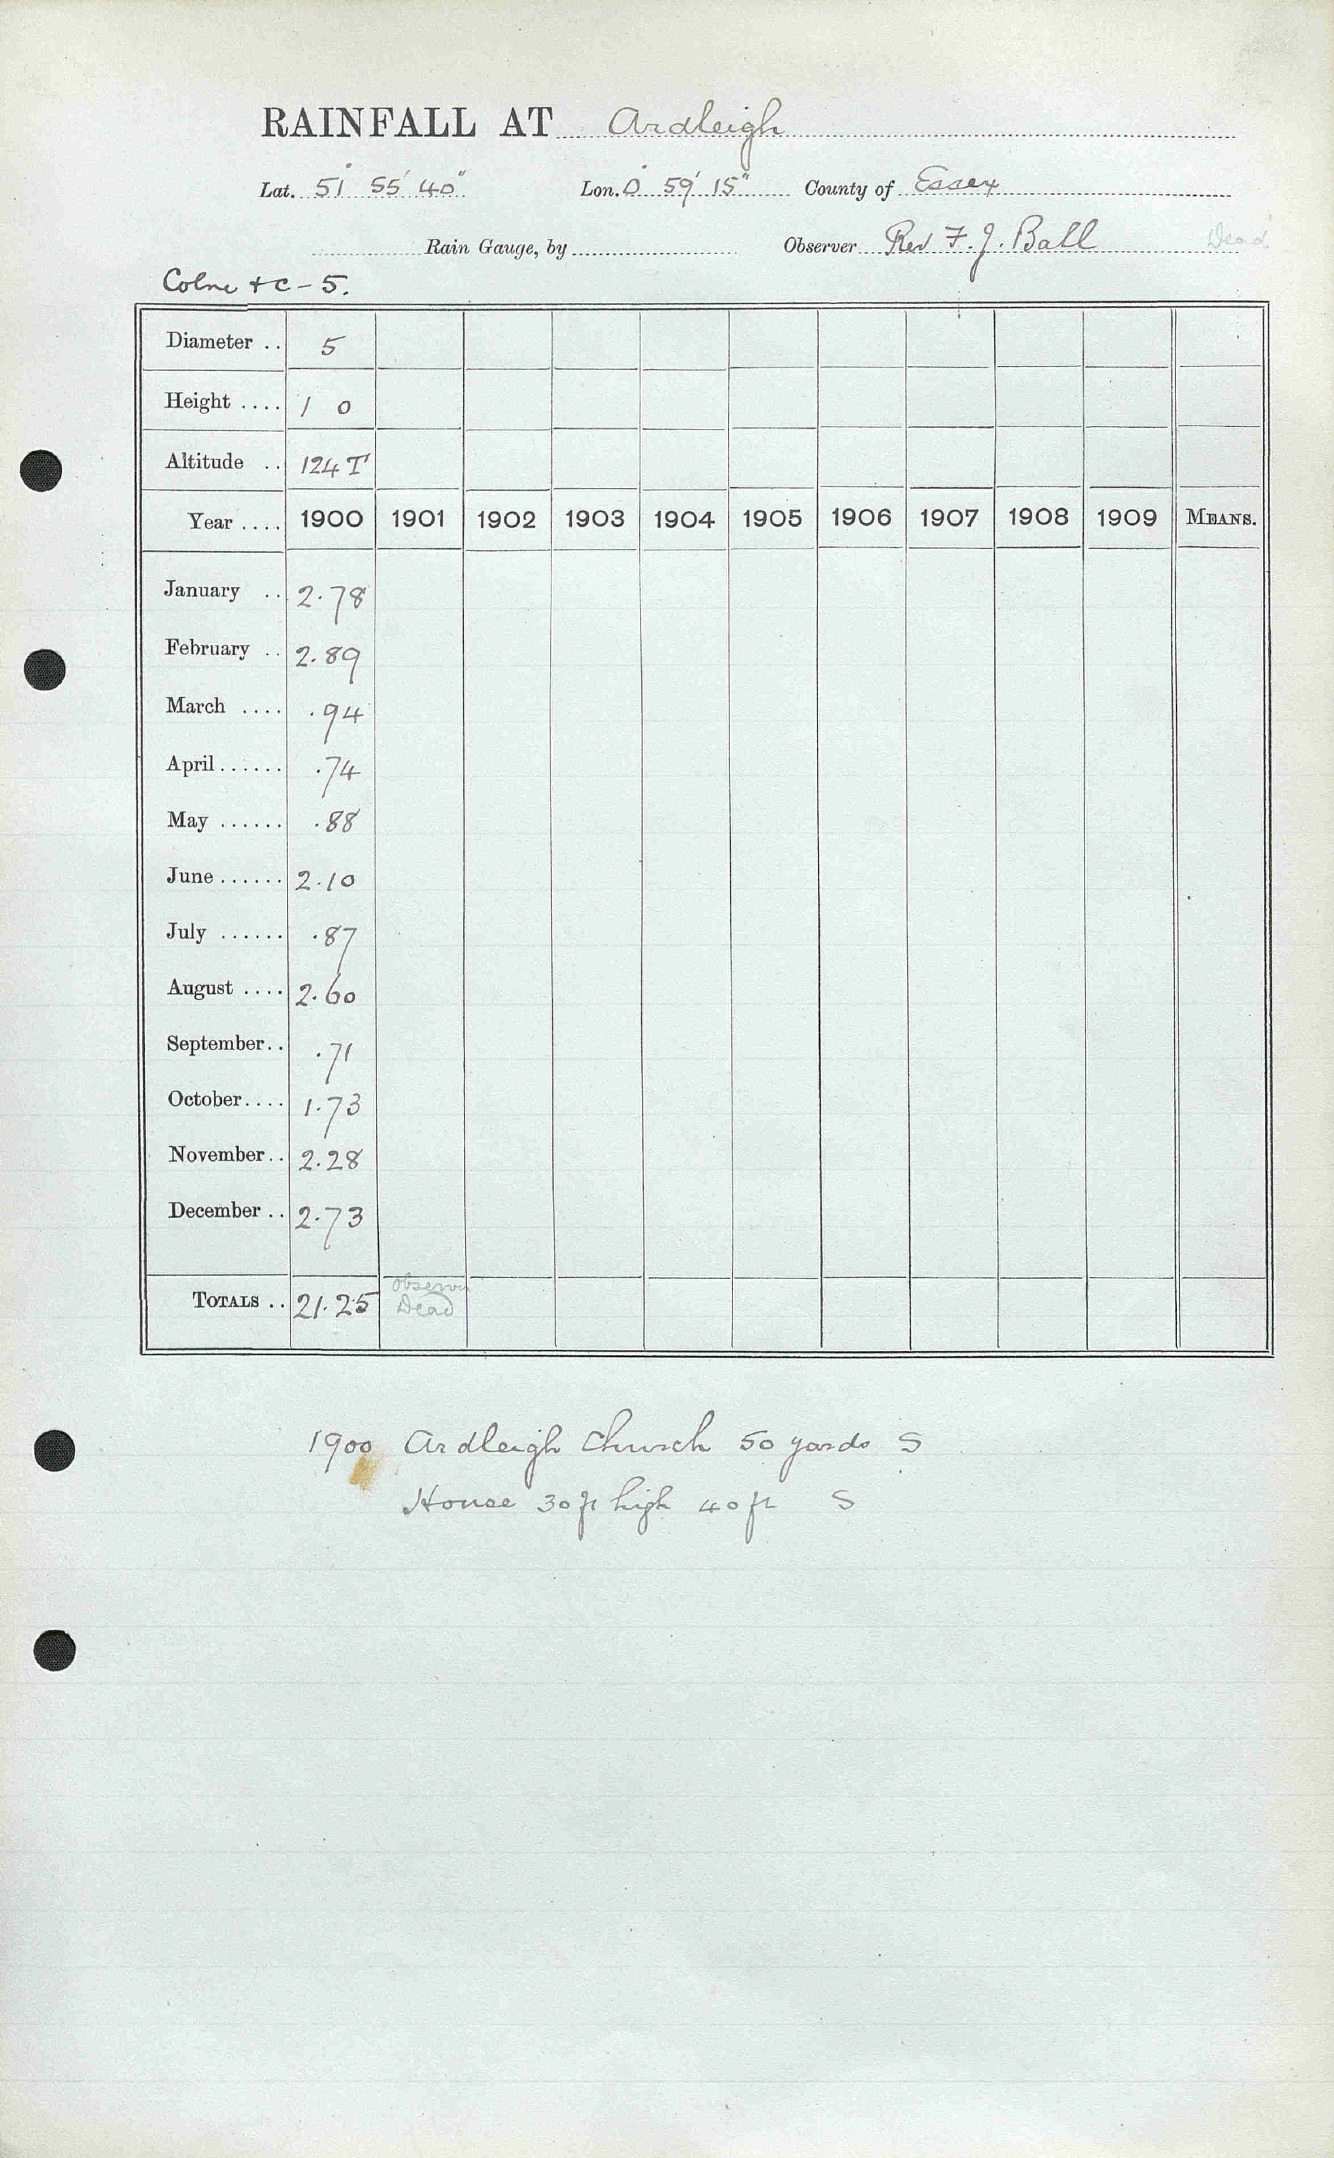 RAINFALL AT Ardleigh
Lat. 51° 55' 40" Lon. 0° 59' 15" County of Essex
Rain Gauge, by Observer Rev F. J. Ball Dead
Colne &c - 5.
Diameter .. 5
Height .... 1 0
Altitude .. 124 T
Year .... 1900 1901 1902 1903 1904 1905 1906 1907 1908 1909 MEANS.
January .. 2.78
February .. 2.89
March .... .94
April ...... .74
May ...... .88
June ...... 2.10
July ...... .87
August .... 2.60
September .. .71
October .... 1.73
November .. 2.28
December .. 2.73
TOTALS .. 21.25 Observer Dead
1900 Ardleigh Church 50 yards S
House 30 ft high 40 ft S